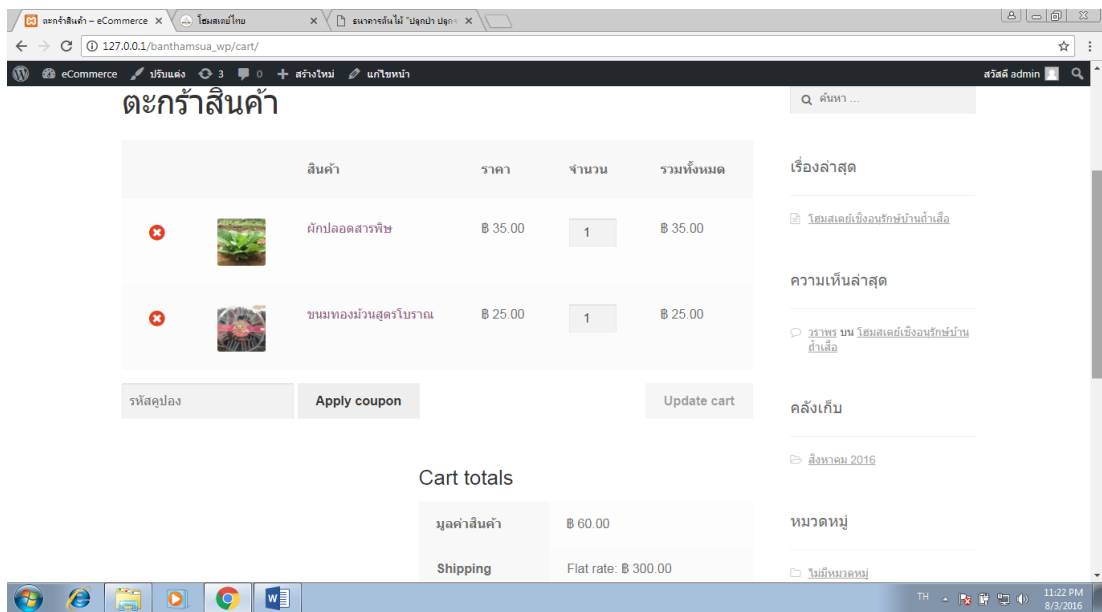 ตะกร้าสินค้า – eCommerce
โฮมสเตย์ไทย
ธนาคารต้นไม้ "ปลูกป่า ปลูก
127.0.0.1/banthamsua_wp/cart/
eCommerce ปรับแต่ง 3 0 สร้างใหม่ แก้ไขหน้า สวัสดี admin
ตะกร้าสินค้า
ค้นหา ...
สินค้า ราคา จำนวน รวมทั้งหมด
เรื่องล่าสุด
ผักปลอดสารพิษ ฿ 35.00 1 ฿ 35.00
โฮมสเตย์เชิงอนุรักษ์บ้านถ้ำเสือ
ความเห็นล่าสุด
ขนมทองม้วนสูตรโบราณ ฿ 25.00 1 ฿ 25.00
วราพร บน โฮมสเตย์เชิงอนุรักษ์บ้าน
ถ้ำเสือ
รหัสคูปอง Apply coupon Update cart
คลังเก็บ
สิงหาคม 2016
Cart totals
มูลค่าสินค้า ฿ 60.00
หมวดหมู่
Shipping Flat rate: ฿ 300.00
ไม่มีหมวดหมู่
TH
11:22 PM
8/3/2016